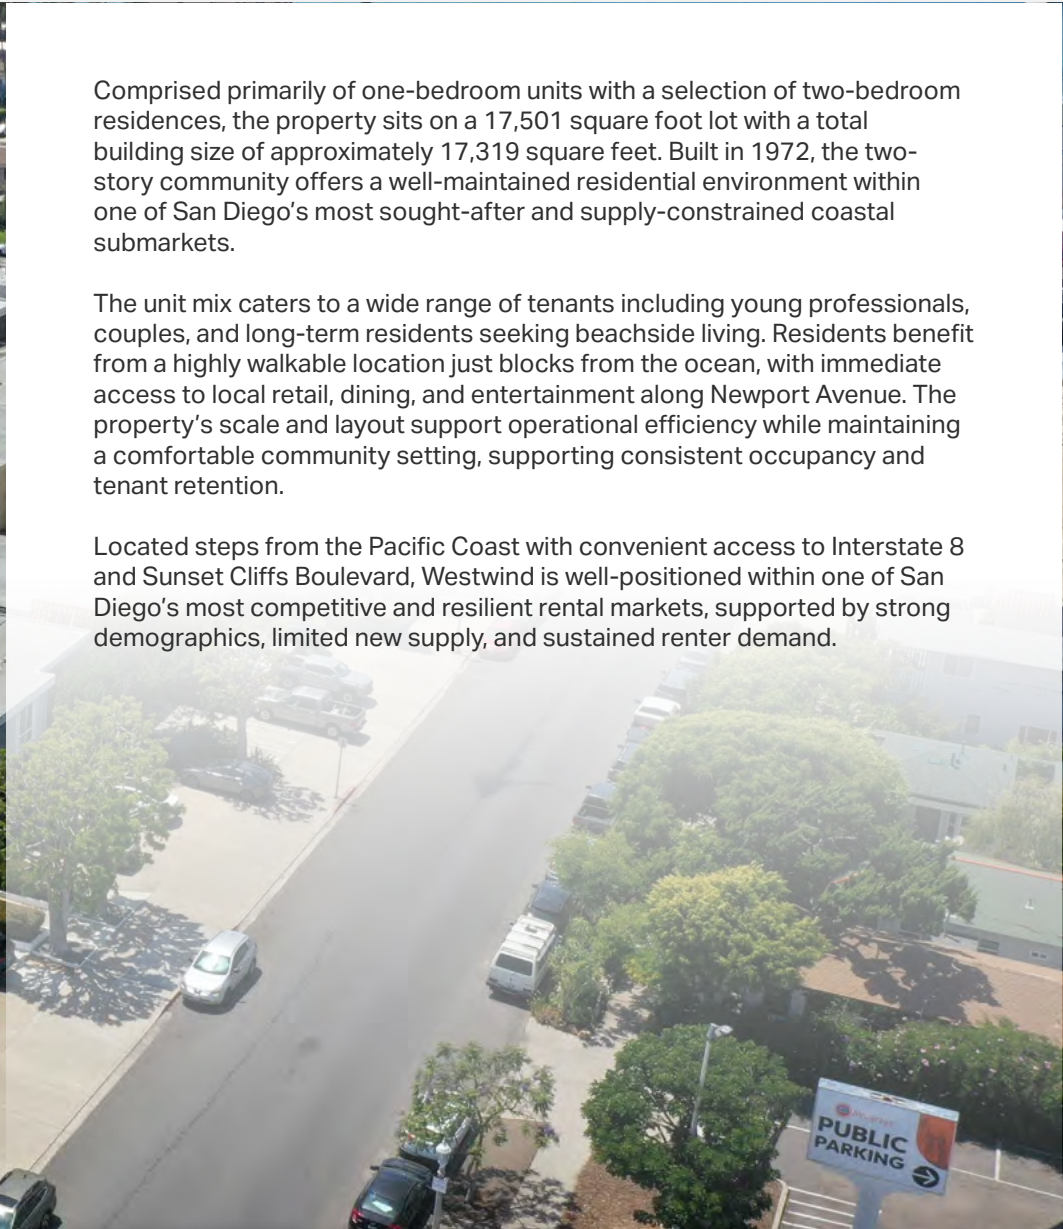 Comprised primarily of one-bedroom units with a selection of two-bedroom
residences, the property sits on a 17,501 square foot lot with a total
building size of approximately 17,319 square feet. Built in 1972, the two-
story community offers a well-maintained residential environment within
one of San Diego’s most sought-after and supply-constrained coastal
submarkets.
The unit mix caters to a wide range of tenants including young professionals,
couples, and long-term residents seeking beachside living. Residents benefit
from a highly walkable location just blocks from the ocean, with immediate
access to local retail, dining, and entertainment along Newport Avenue. The
property’s scale and layout support operational efficiency while maintaining
a comfortable community setting, supporting consistent occupancy and
tenant retention.
Located steps from the Pacific Coast with convenient access to Interstate 8
and Sunset Cliffs Boulevard, Westwind is well-positioned within one of San
Diego’s most competitive and resilient rental markets, supported by strong
demographics, limited new supply, and sustained renter demand.
PUBLIC
PARKING